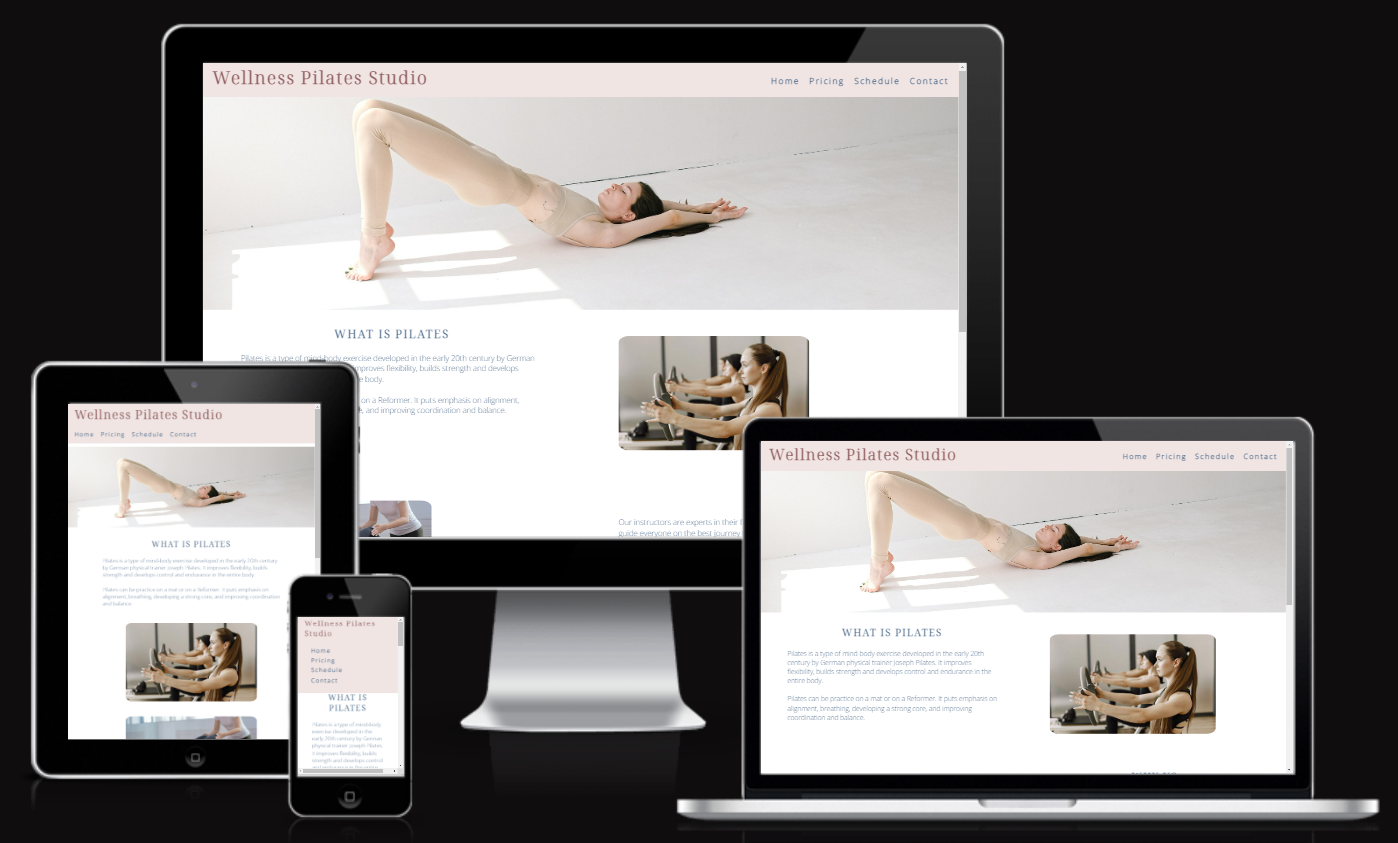 Wellness Pilates Studio
Home Pricing Schedule Contact
WHAT IS PILATES
Pilates is a type of mind-body exercise developed in the early 20th century by German
improves flexibility, builds strength and develops
body.
on a Reformer. It puts emphasis on alignment,
and improving coordination and balance.
Our instructors are experts in their
guide everyone on the best journey
Wellness Pilates Studio
Home Pricing Schedule Contact
WHAT IS PILATES
Pilates is a type of mind-body exercise developed in the early 20th century
by German physical trainer Joseph Pilates. It improves flexibility, builds
strength and develops control and endurance in the entire body.
Pilates can be practice on a mat or on a Reformer. It puts emphasis on
alignment, breathing, developing a strong core, and improving coordination
and balance.
Wellness Pilates
Studio
Home
Pricing
Schedule
Contact
WHAT IS
PILATES
Pilates is a type of mind-body
exercise developed in the
early 20th century by German
physical trainer Joseph Pilates.
It improves flexibility, builds
strength and develops control
and endurance in the entire
Wellness Pilates Studio
Home Pricing Schedule Contact
WHAT IS PILATES
Pilates is a type of mind-body exercise developed in the early 20th
century by German physical trainer Joseph Pilates. It improves
flexibility, builds strength and develops control and endurance in the
entire body.
Pilates can be practice on a mat or on a Reformer. It puts emphasis on
alignment, breathing, developing a strong core, and improving
coordination and balance.